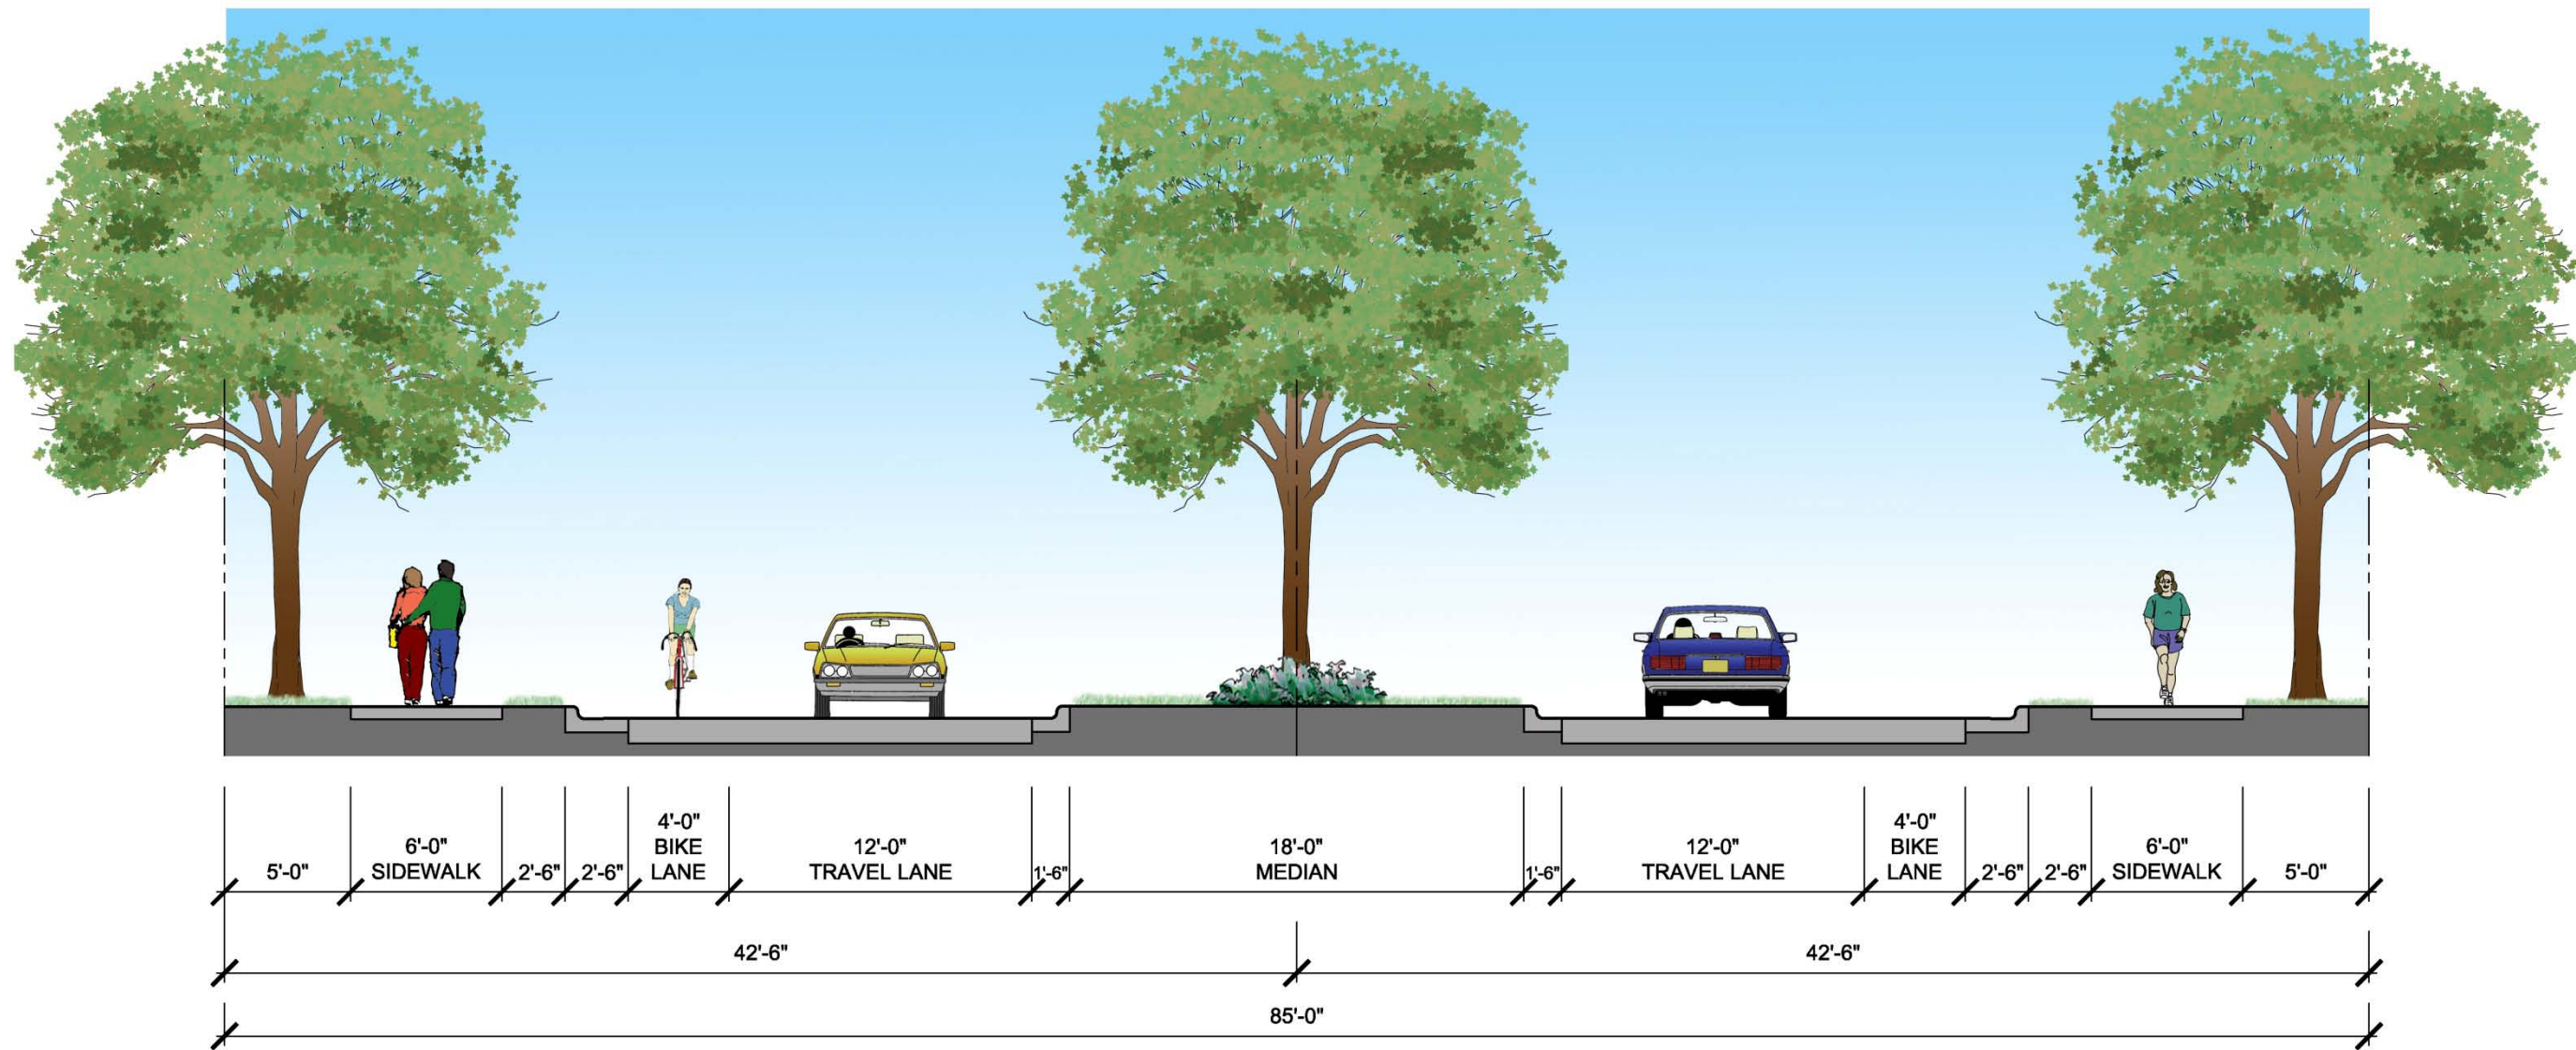 5'-0"
6'-0"
SIDEWALK
2'-6"
2'-6"
4'-0"
BIKE
LANE
12'-0"
TRAVEL LANE
1'-6"
18'-0"
MEDIAN
1'-6"
12'-0"
TRAVEL LANE
4'-0"
BIKE
LANE
2'-6"
2'-6"
6'-0"
SIDEWALK
5'-0"
42'-6"
42'-6"
85'-0"